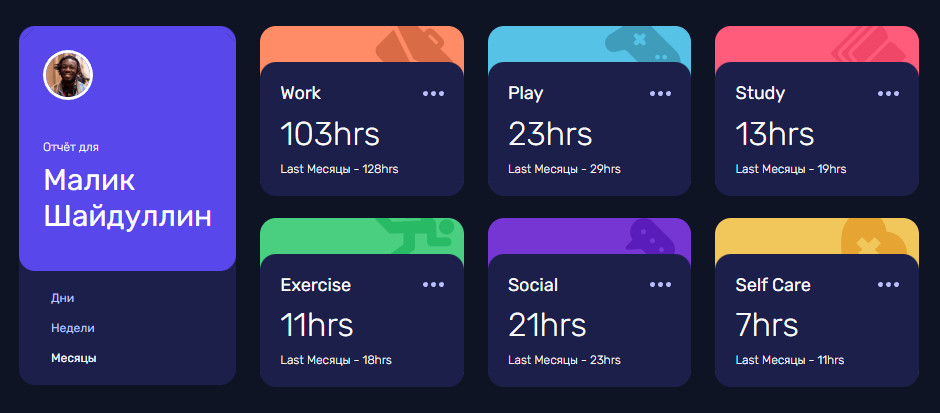 Отчёт для
Малик
Шайдуллин
Дни
Недели
Месяцы
Work
103hrs
Last Месяцы - 128hrs
Play
23hrs
Last Месяцы - 29hrs
Study
13hrs
Last Месяцы - 19hrs
Exercise
11hrs
Last Месяцы - 18hrs
Social
21hrs
Last Месяцы - 23hrs
Self Care
7hrs
Last Месяцы - 11hrs